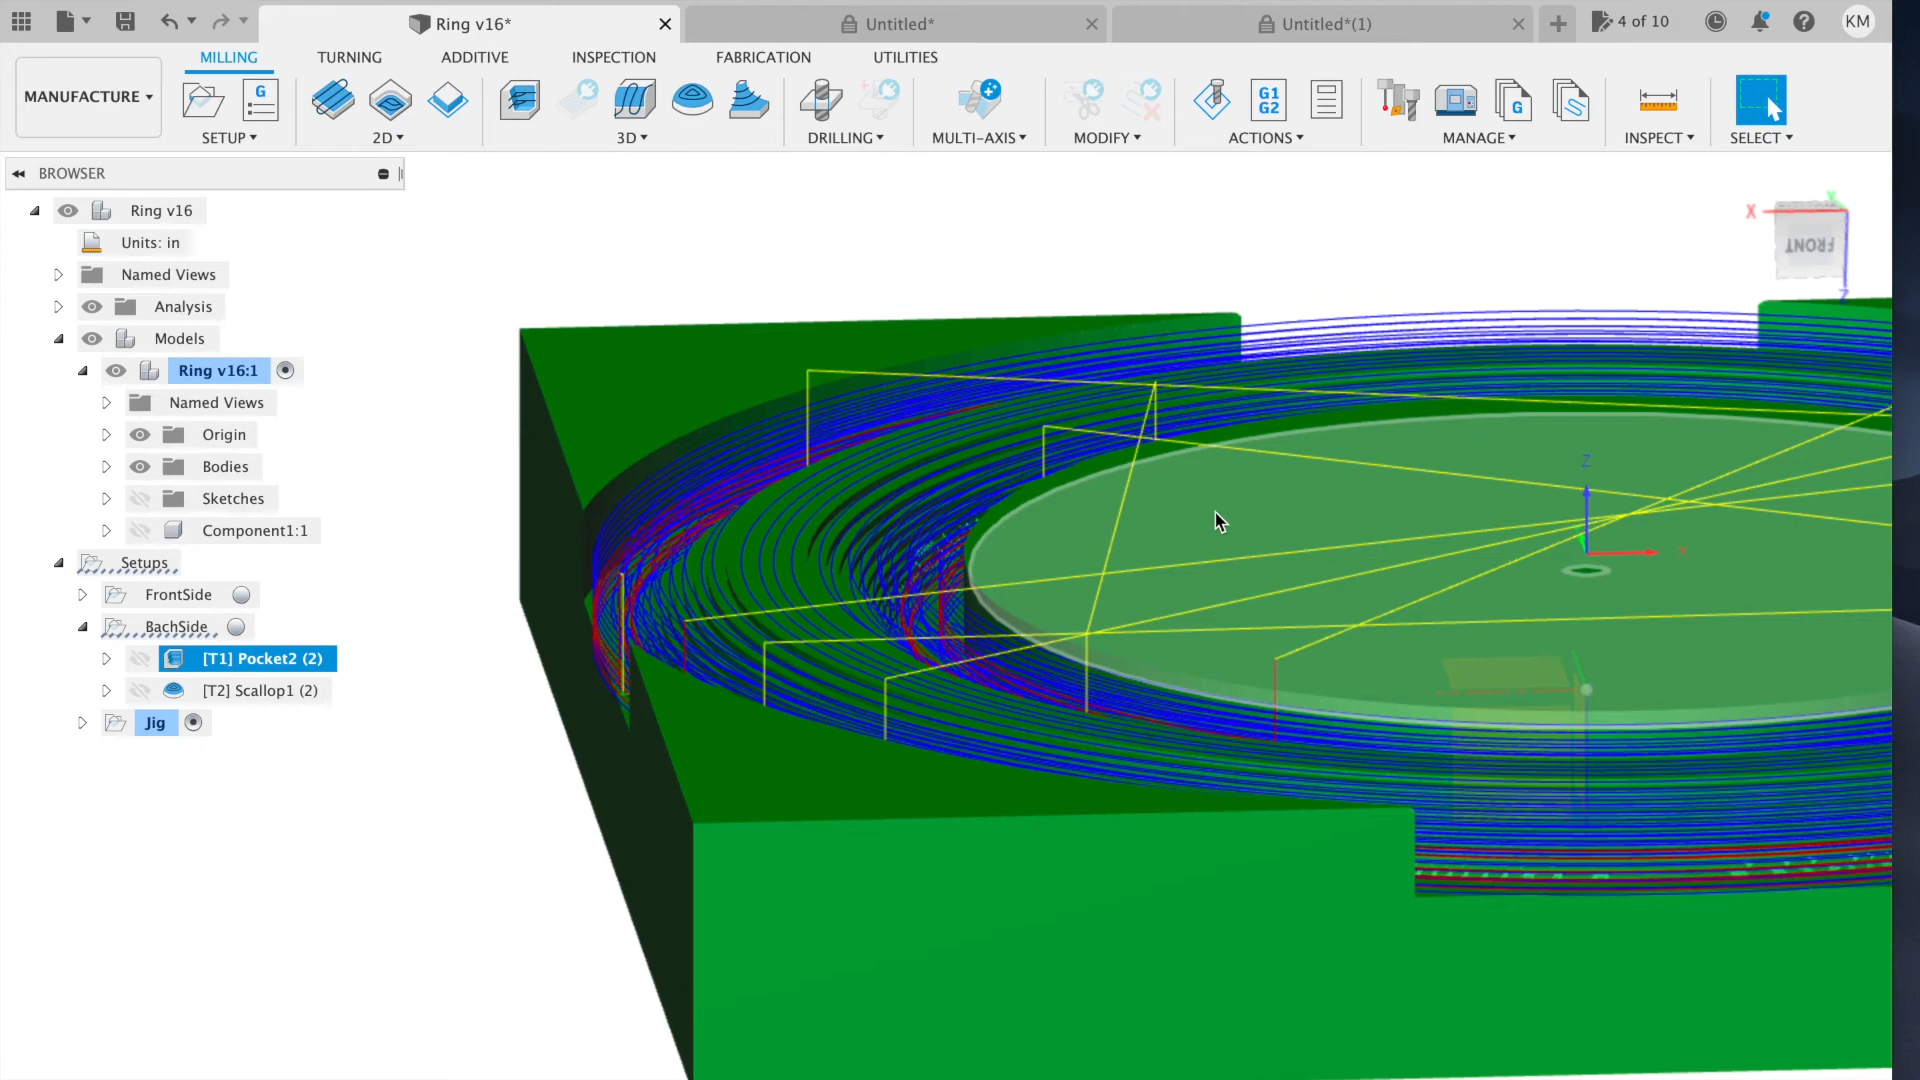 Ring v16*
Untitled*
Untitled*(1)
4 of 10
KM
MILLING
TURNING
ADDITIVE
INSPECTION
FABRICATION
UTILITIES
MANUFACTURE
G
G1
G2
G
SETUP
2D
3D
DRILLING
MULTI-AXIS
MODIFY
ACTIONS
MANAGE
INSPECT
SELECT
BROWSER
Ring v16
Units: in
Named Views
Analysis
Models
Ring v16:1
Named Views
Origin
Bodies
Sketches
Component1:1
Setups
FrontSide
BachSide
[T1] Pocket2 (2)
[T2] Scallop1 (2)
Jig
X
Y
FRONT
Z
Z
X